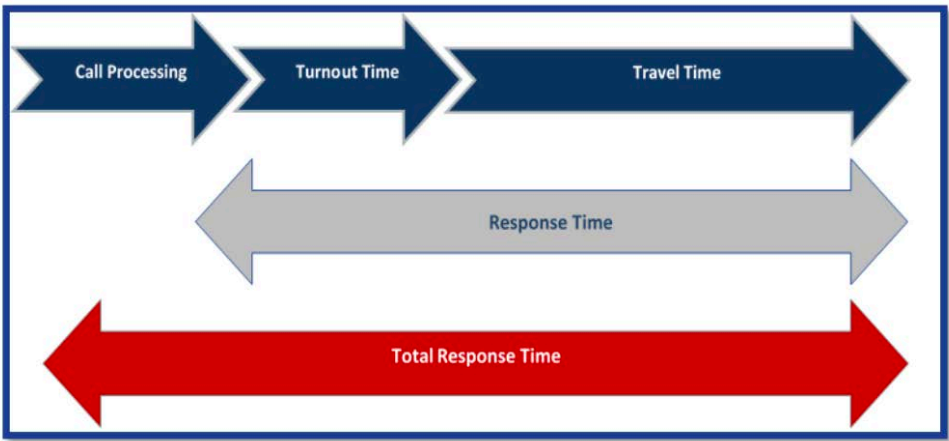 Call Processing
Turnout Time
Travel Time
Response Time
Total Response Time